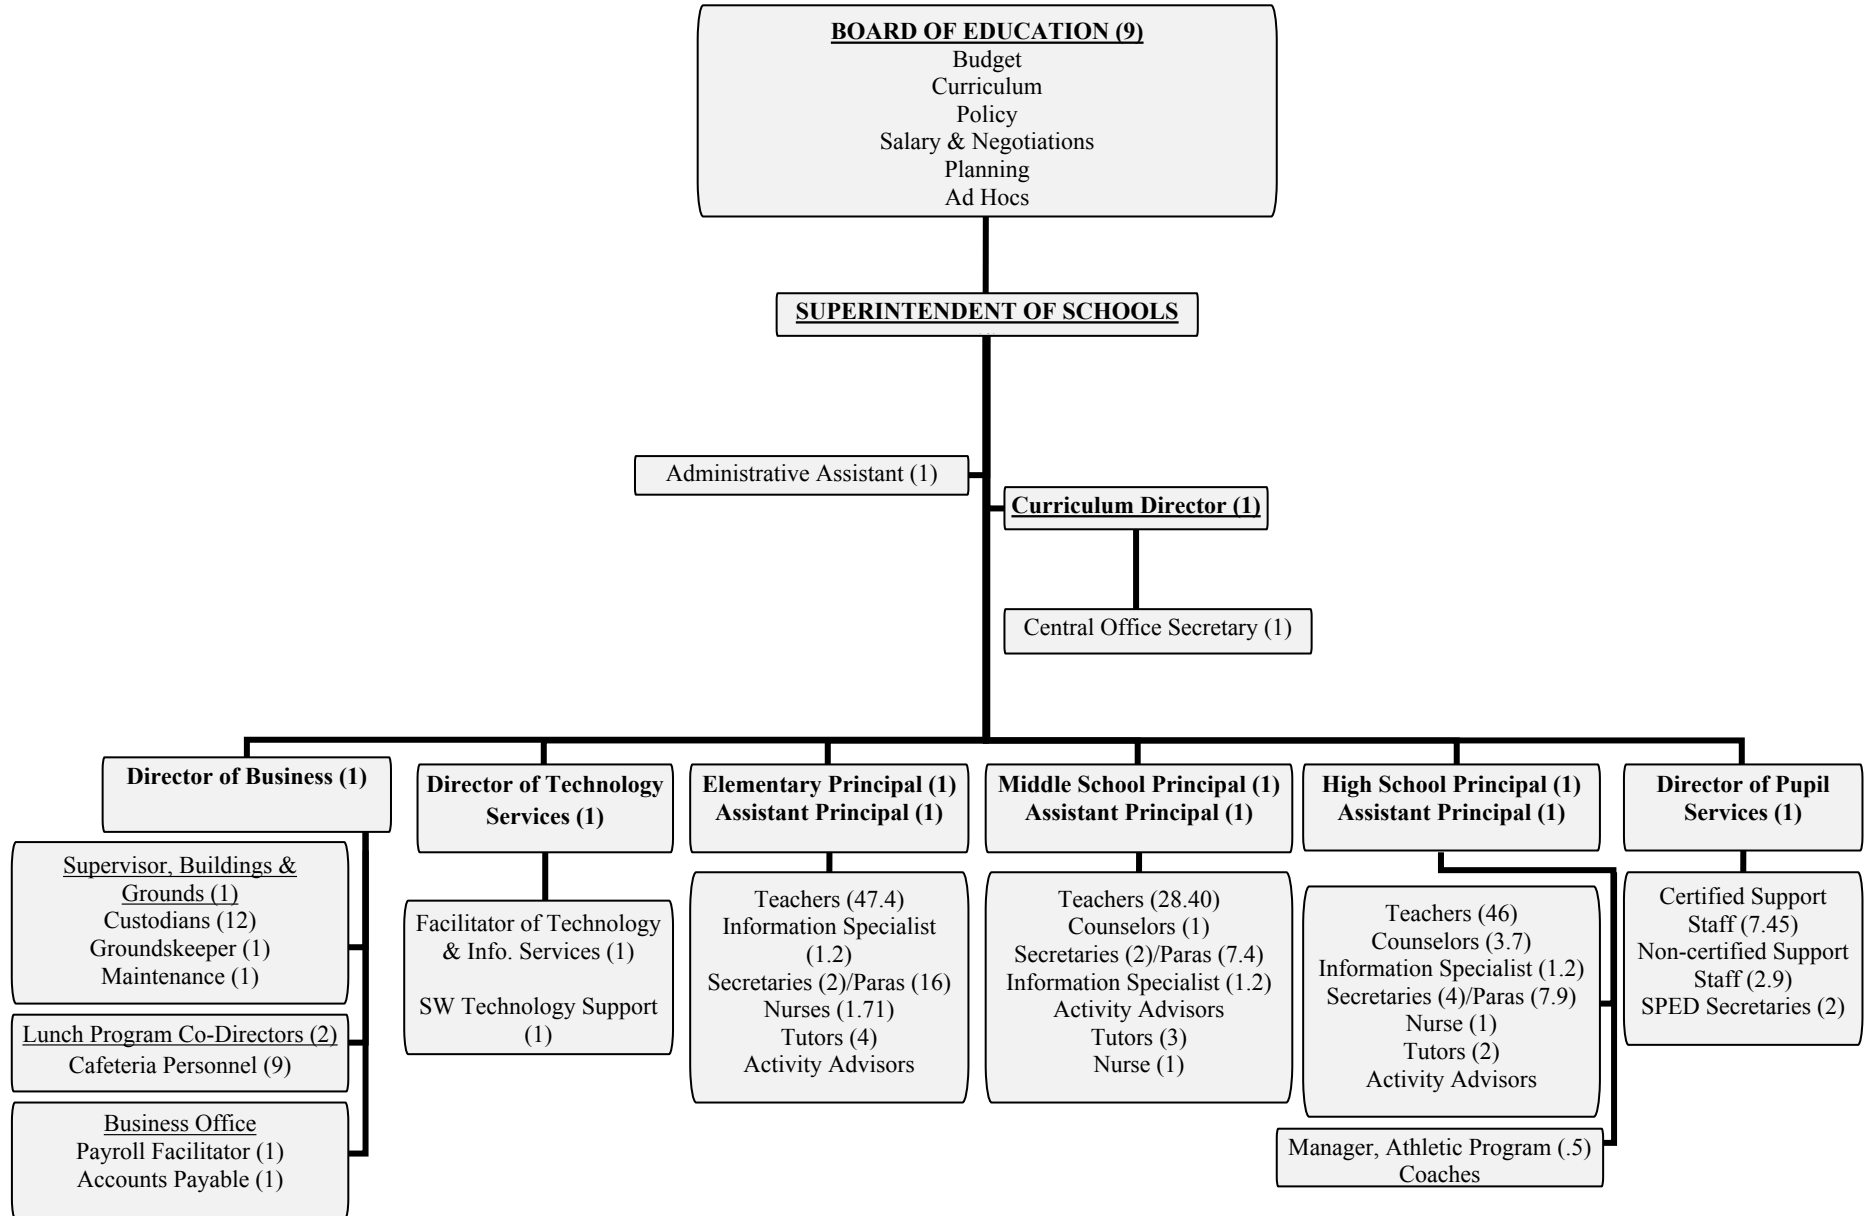 BOARD OF EDUCATION (9)
Budget
Curriculum
Policy
Salary & Negotiations
Planning
Ad Hocs
SUPERINTENDENT OF SCHOOLS
Administrative Assistant (1)
Curriculum Director (1)
Central Office Secretary (1)
Director of Business (1)
Supervisor, Buildings &
Grounds (1)
Custodians (12)
Groundskeeper (1)
Maintenance (1)
Lunch Program Co-Directors (2)
Cafeteria Personnel (9)
Business Office
Payroll Facilitator (1)
Accounts Payable (1)
Director of Technology
Services (1)
Facilitator of Technology
& Info. Services (1)
SW Technology Support
(1)
Elementary Principal (1)
Assistant Principal (1)
Teachers (47.4)
Information Specialist
(1.2)
Secretaries (2)/Paras (16)
Nurses (1.71)
Tutors (4)
Activity Advisors
Middle School Principal (1)
Assistant Principal (1)
Teachers (28.40)
Counselors (1)
Secretaries (2)/Paras (7.4)
Information Specialist (1.2)
Activity Advisors
Tutors (3)
Nurse (1)
High School Principal (1)
Assistant Principal (1)
Teachers (46)
Counselors (3.7)
Information Specialist (1.2)
Secretaries (4)/Paras (7.9)
Nurse (1)
Tutors (2)
Activity Advisors
Manager, Athletic Program (.5)
Coaches
Director of Pupil
Services (1)
Certified Support
Staff (7.45)
Non-certified Support
Staff (2.9)
SPED Secretaries (2)